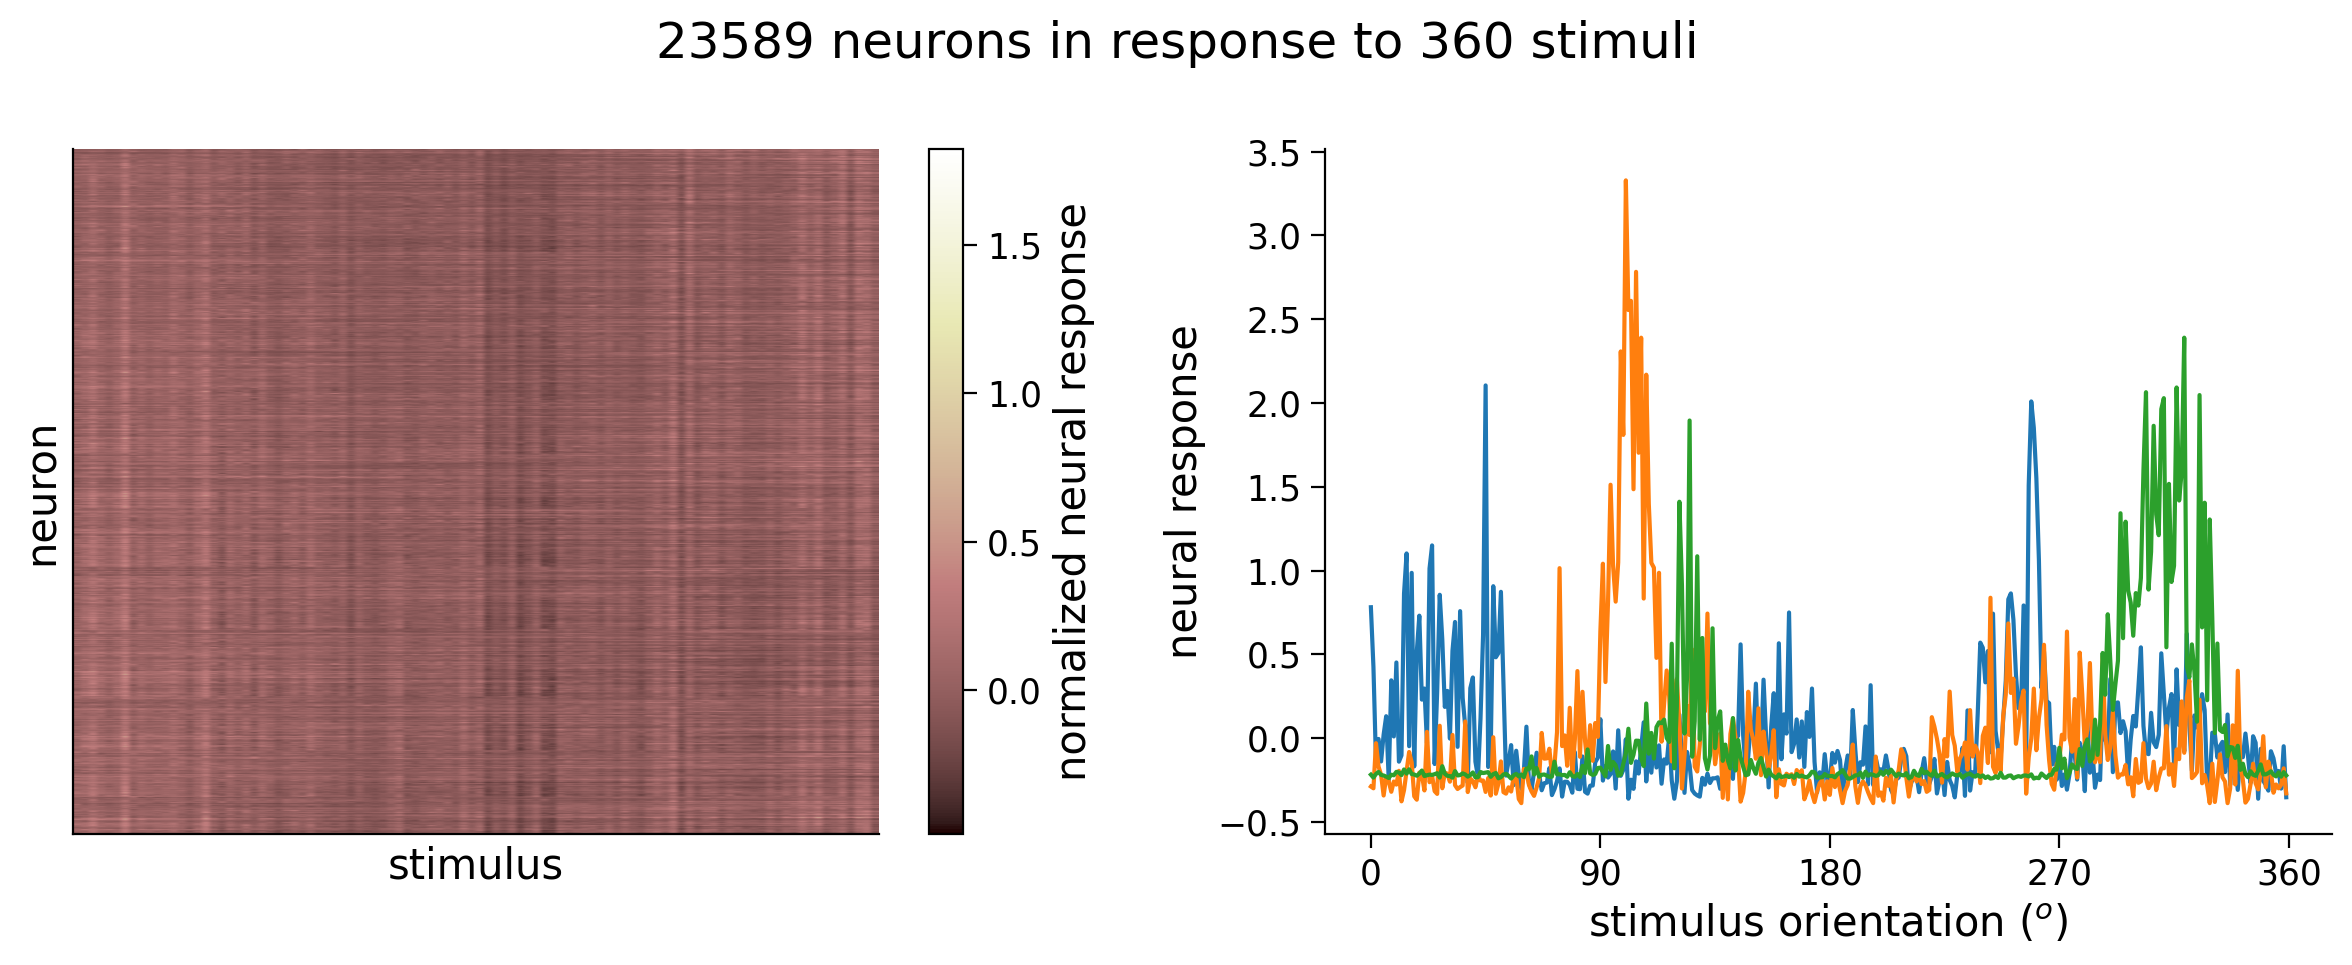 23589 neurons in response to 360 stimuli
neuron
stimulus
1.5
1.0
0.5
0.0
normalized neural response
neural response
3.5
3.0
2.5
2.0
1.5
1.0
0.5
0.0
−0.5
0 90 180 270 360
stimulus orientation (°)